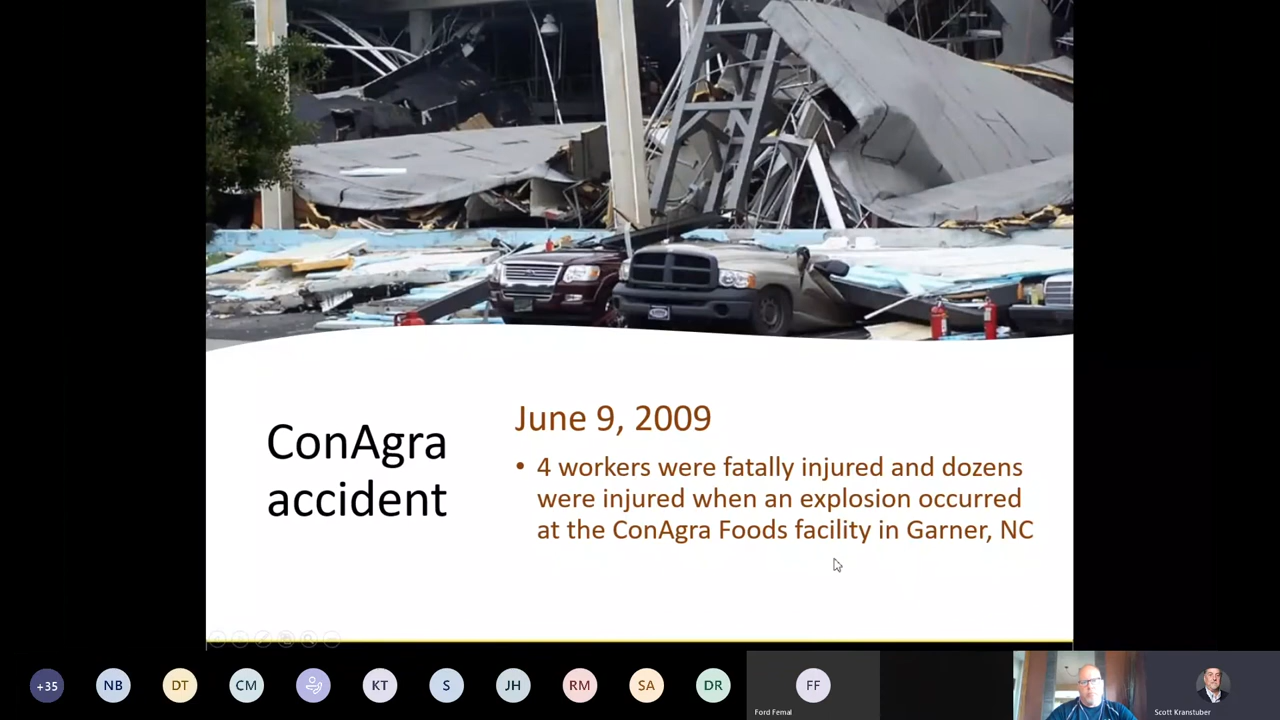 ConAgra
accident
June 9, 2009
• 4 workers were fatally injured and dozens
were injured when an explosion occurred
at the ConAgra Foods facility in Garner, NC
+35
NB
DT
CM
KT
S
JH
RM
SA
DR
FF
Ford Femal
Scott Kranstuber